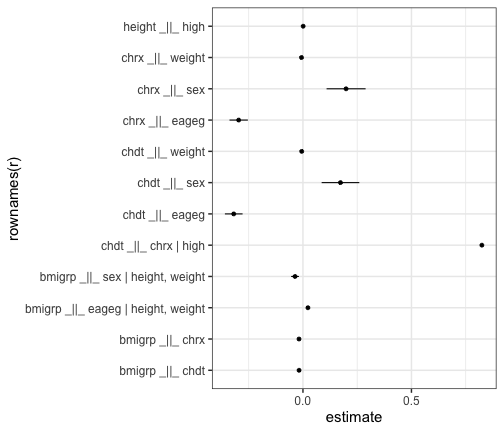 height _||_ high
chrx _||_ weight
chrx _||_ sex
chrx _||_ eageg
chdt _||_ weight
chdt _||_ sex
chdt _||_ eageg
chdt _||_ chrx | high
bmigrp _||_ sex | height, weight
bmigrp _||_ eageg | height, weight
bmigrp _||_ chrx
bmigrp _||_ chdt
rownames(r)
0.0 0.5
estimate